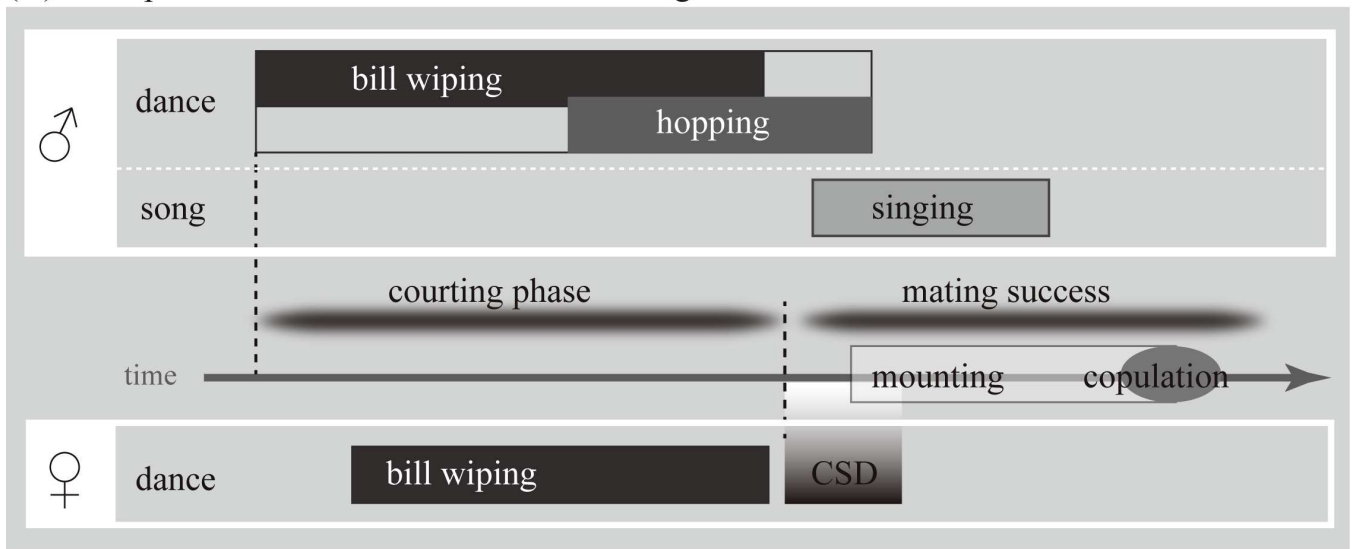 dance
bill wiping
hopping
song
singing
courting phase
mating success
time
mounting
copulation
dance
bill wiping
CSD